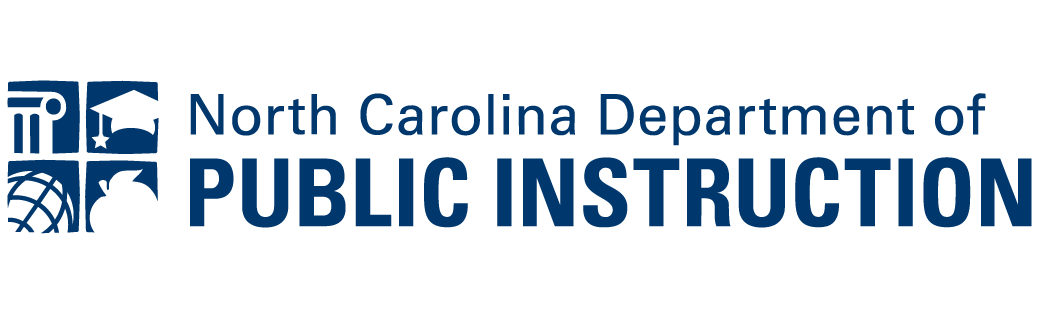 North Carolina Department of
PUBLIC INSTRUCTION